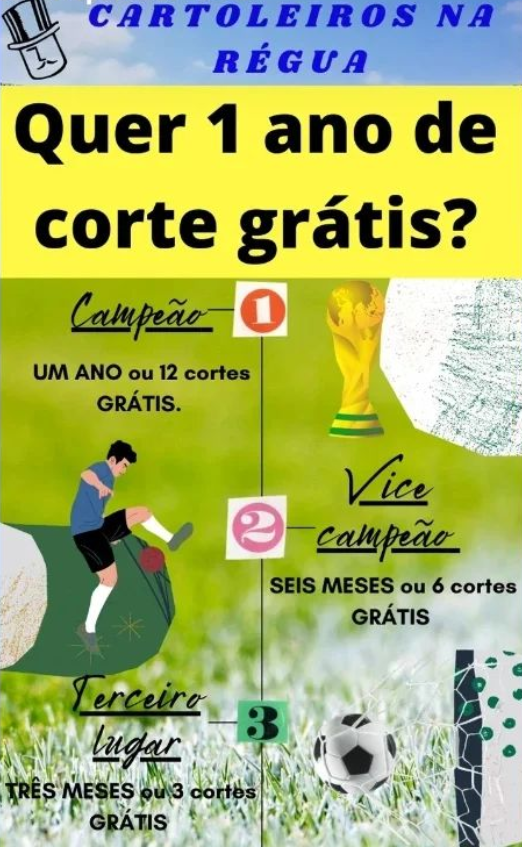 CARTOLEIROS NA
RÉGUA
Quer 1 ano de
corte grátis?
Campeão 1
UM ANO ou 12 cortes
GRÁTIS.
2 Vice
campeão
SEIS MESES ou 6 cortes
GRÁTIS
Terceiro
lugar 3
TRÊS MESES ou 3 cortes
GRÁTIS